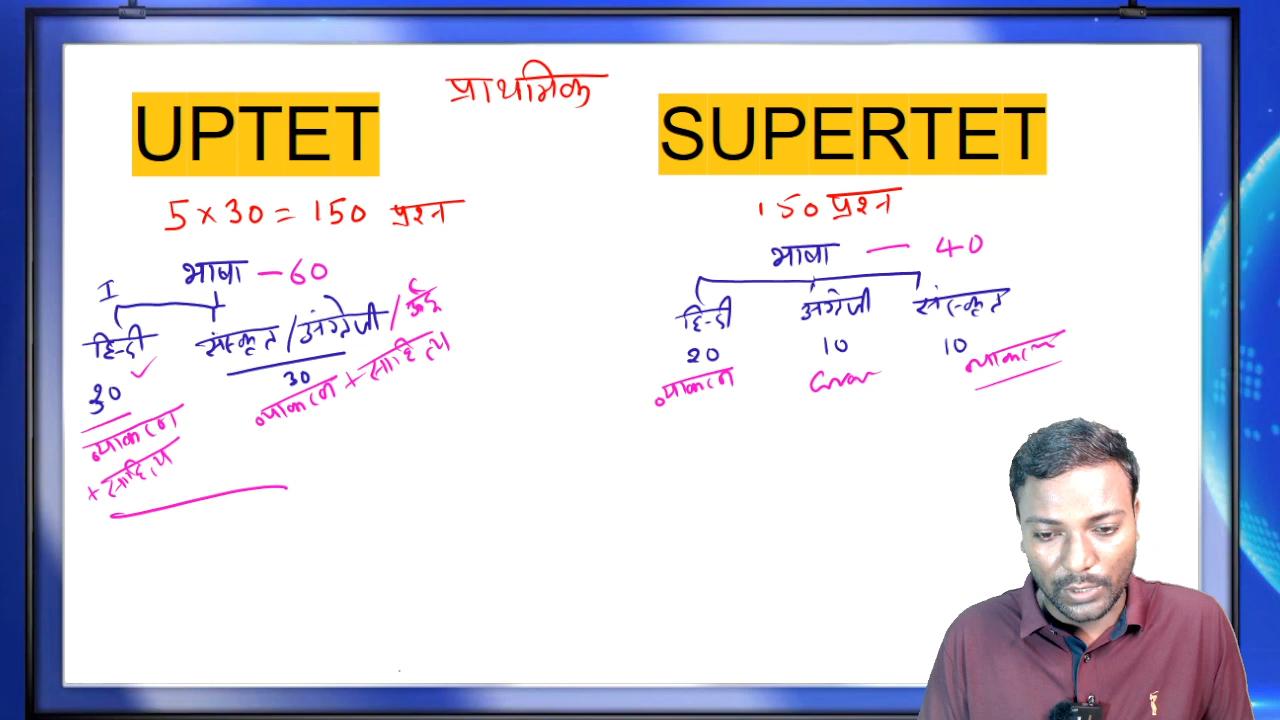 प्राथमिक
UPTET
5 × 30 = 150 प्रश्न
भाषा - 60
I
हिन्दी संस्कृत / अंग्रेजी / उर्दू
30 30
व्याकरण + साहित्य
व्याकरण
+ साहित्य
SUPERTET
150 प्रश्न
भाषा — 40
हिन्दी अंग्रेजी संस्कृत
20 10 10
व्याकरण व्याकरण